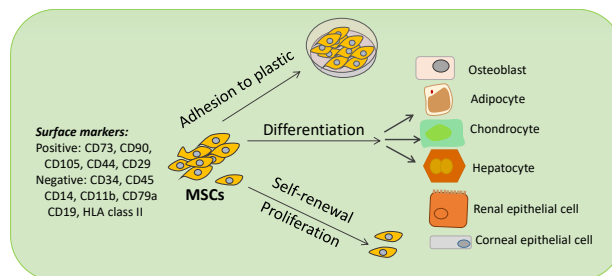 Surface markers:
Positive: CD73, CD90,
CD105, CD44, CD29
Negative: CD34, CD45
CD14, CD11b, CD79a
CD19, HLA class II
MSCs
Adhesion to plastic
Differentiation
Self-renewal
Proliferation
Osteoblast
Adipocyte
Chondrocyte
Hepatocyte
Renal epithelial cell
Corneal epithelial cell